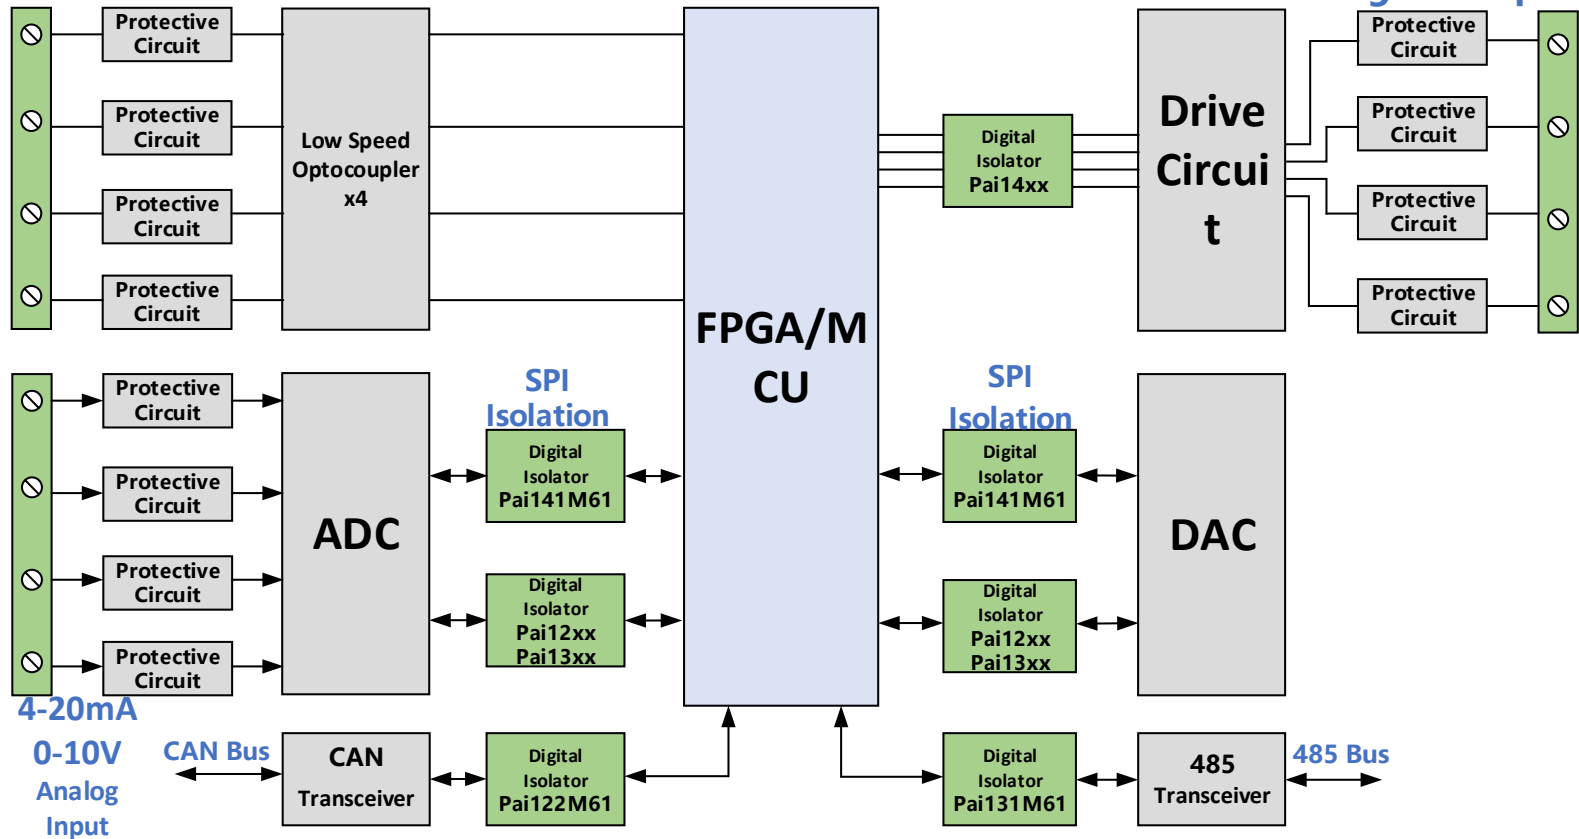 Protective
Circuit
Protective
Circuit
Protective
Circuit
Protective
Circuit
Low Speed
Optocoupler
x4
FPGA/M
CU
Digital
Isolator
Pai14xx
Drive
Circui
t
Protective
Circuit
Protective
Circuit
Protective
Circuit
Protective
Circuit
Protective
Circuit
Protective
Circuit
Protective
Circuit
Protective
Circuit
ADC
SPI
Isolation
Digital
Isolator
Pai141M61
Digital
Isolator
Pai12xx
Pai13xx
SPI
Isolation
Digital
Isolator
Pai141M61
Digital
Isolator
Pai12xx
Pai13xx
DAC
4-20mA
0-10V
Analog
Input
CAN Bus
CAN
Transceiver
Digital
Isolator
Pai122M61
Digital
Isolator
Pai131M61
485
Transceiver
485 Bus